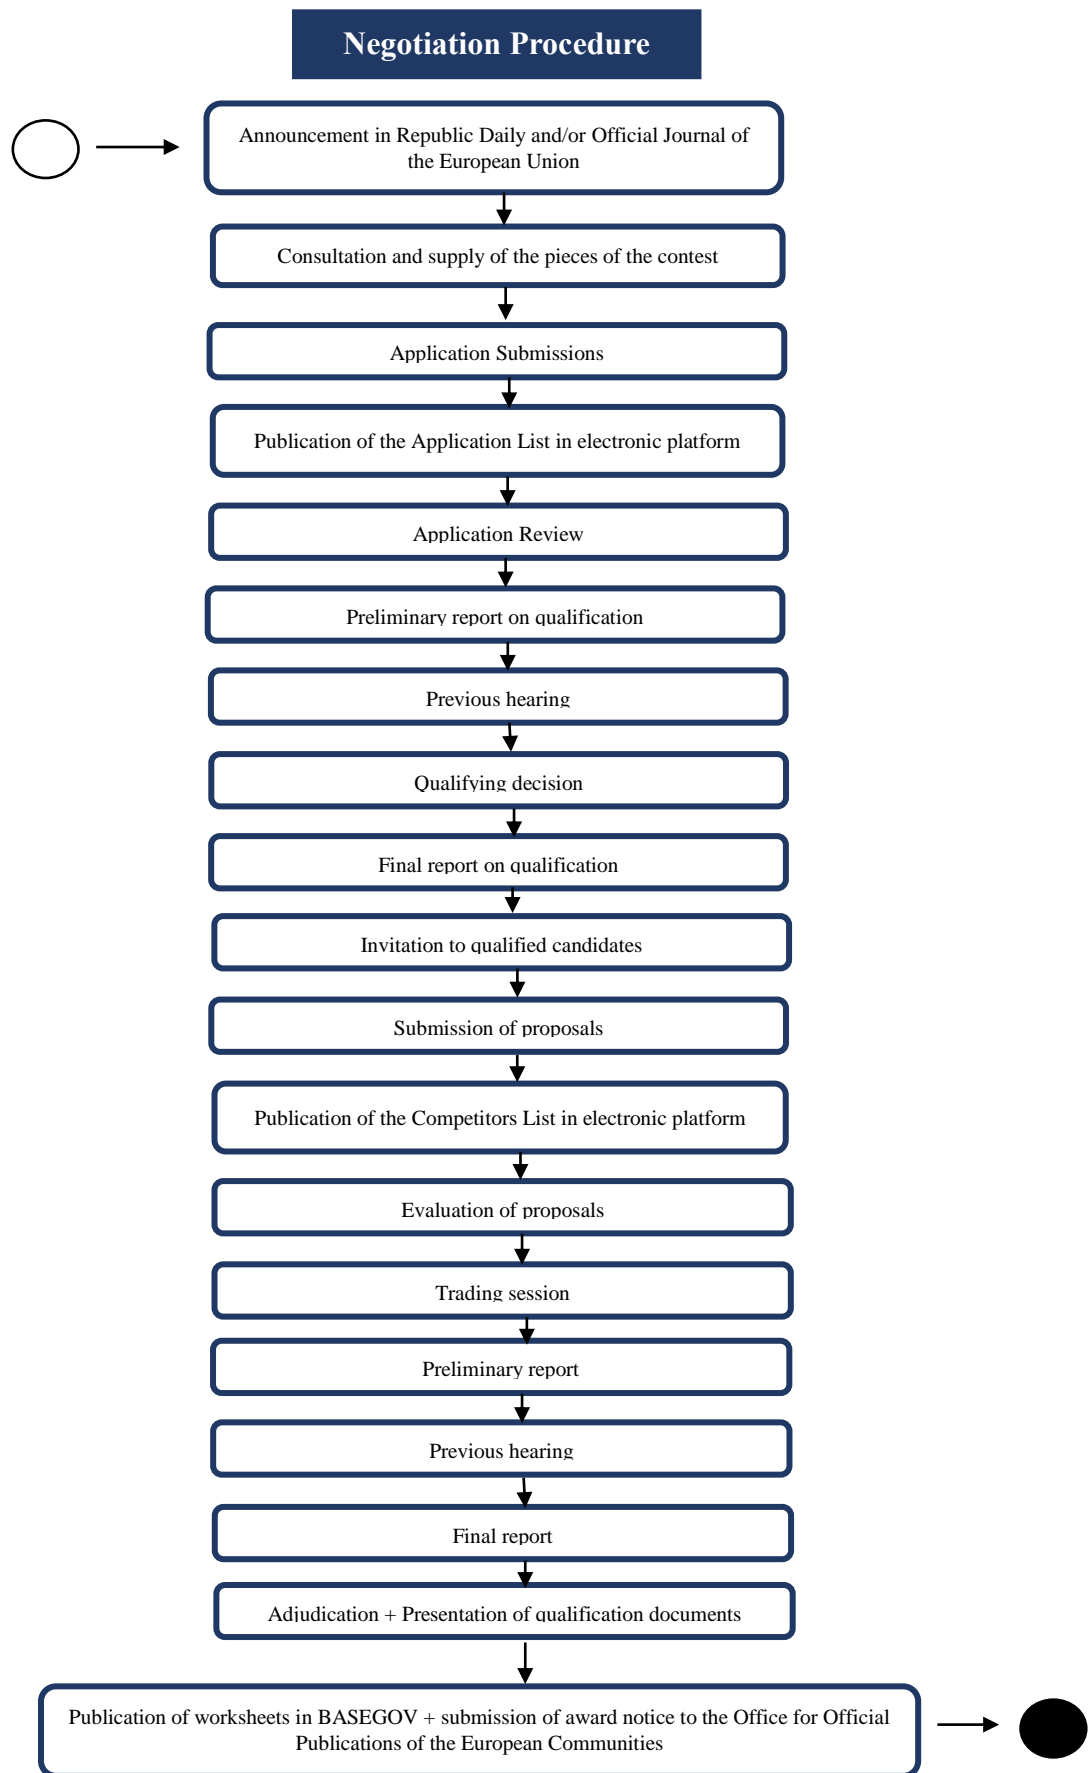 Negotiation Procedure
Announcement in Republic Daily and/or Official Journal of
the European Union
Consultation and supply of the pieces of the contest
Application Submissions
Publication of the Application List in electronic platform
Application Review
Preliminary report on qualification
Previous hearing
Qualifying decision
Final report on qualification
Invitation to qualified candidates
Submission of proposals
Publication of the Competitors List in electronic platform
Evaluation of proposals
Trading session
Preliminary report
Previous hearing
Final report
Adjudication + Presentation of qualification documents
Publication of worksheets in BASEGOV + submission of award notice to the Office for Official
Publications of the European Communities